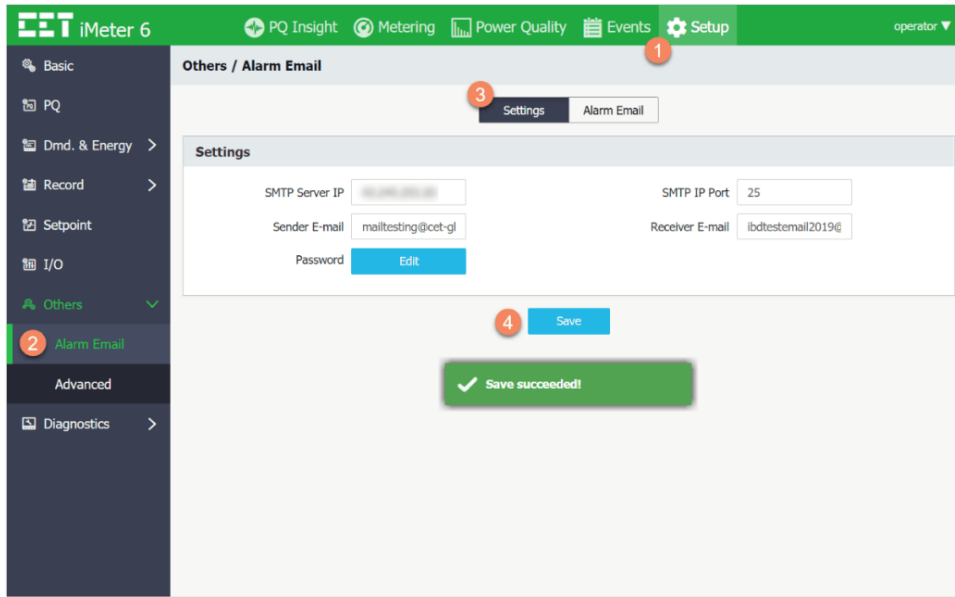 CET iMeter 6
PQ Insight
Metering
Power Quality
Events
Setup
operator ▼
1
Basic
PQ
Dmd. & Energy
Record
Setpoint
I/O
Others
2 Alarm Email
Advanced
Diagnostics
Others / Alarm Email
3
Settings
Alarm Email
Settings
SMTP Server IP
SMTP IP Port 25
Sender E-mail mailtesting@cet-gl
Receiver E-mail ibdtestemail2019@
Password Edit
4 Save
Save succeeded!